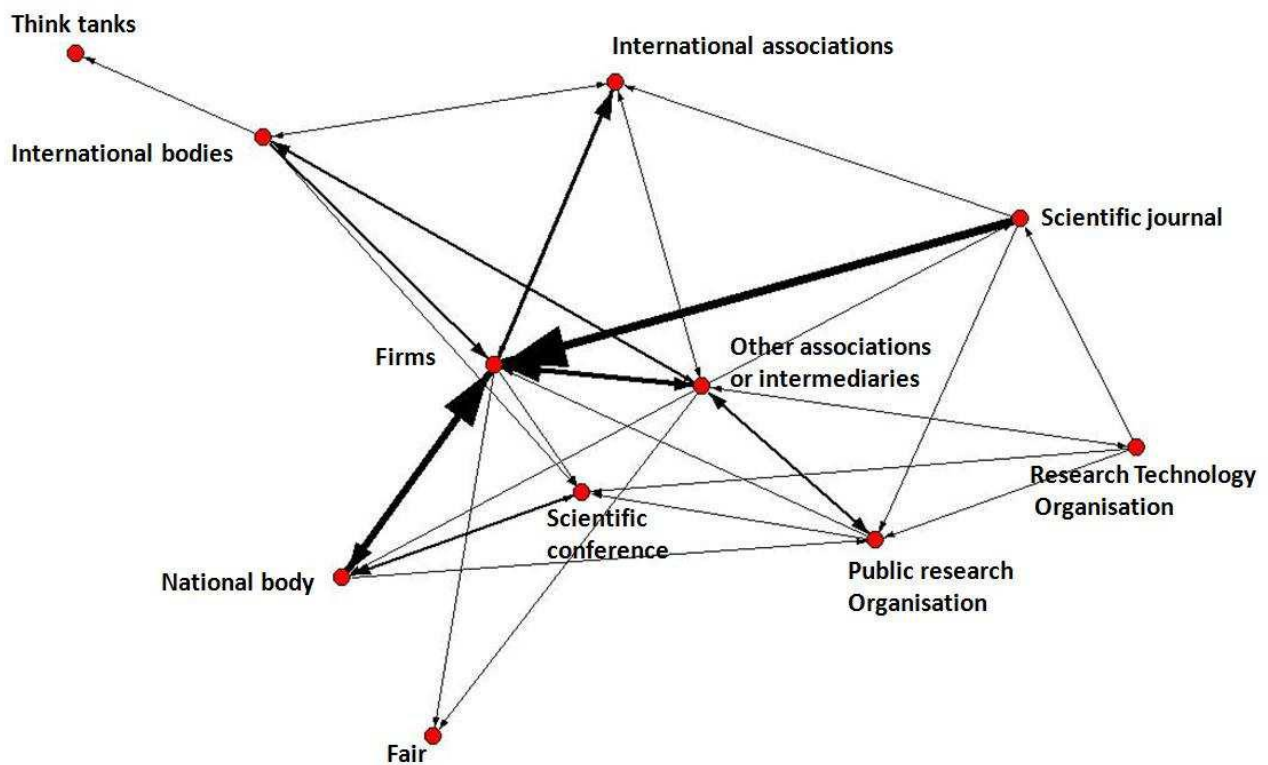 Think tanks
International associations
International bodies
Scientific journal
Firms
Other associations
or intermediaries
Research Technology
Organisation
Scientific
conference
National body
Public research
Organisation
Fair